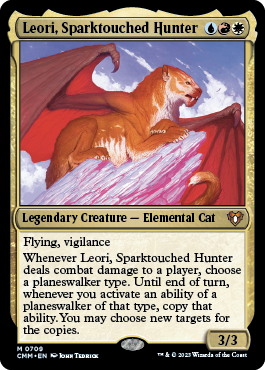 Leori, Sparktouched Hunter
Legendary Creature — Elemental Cat
Flying, vigilance
Whenever Leori, Sparktouched Hunter
deals combat damage to a player, choose
a planeswalker type. Until end of turn,
whenever you activate an ability of a
planeswalker of that type, copy that
ability. You may choose new targets for
the copies.
3/3
M 0709
CMM • EN John Tedrick
™ & © 2023 Wizards of the Coast